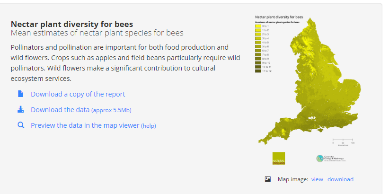 Nectar plant diversity for bees
Mean estimates of nectar plant species for bees
Pollinators and pollination are important for both food production and
wild flowers. Crops such as apples and field beans particularly require wild
pollinators. Wild flowers make a significant contribution to cultural
ecosystem services.
Download a copy of the report
Download the data (approx 5.5Mb)
Preview the data in the map viewer (help)
Nectar plant diversity for bees
Map image: view download